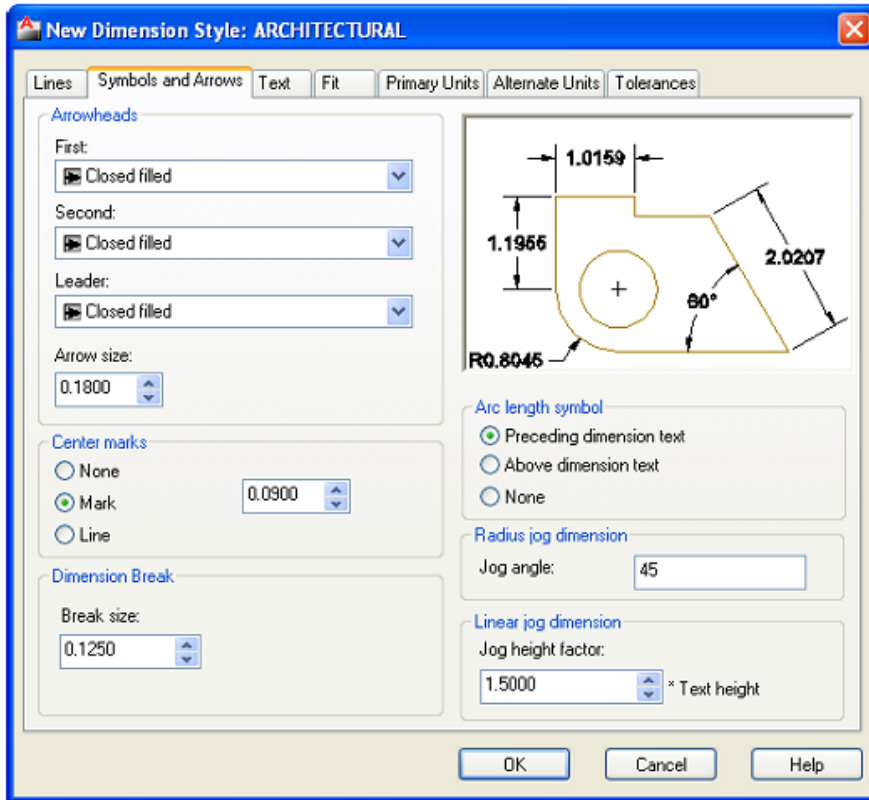 New Dimension Style: ARCHITECTURAL
Lines Symbols and Arrows Text Fit Primary Units Alternate Units Tolerances
Arrowheads
First:
Closed filled
Second:
Closed filled
Leader:
Closed filled
Arrow size:
0.1800
Center marks
None
Mark
0.0900
Line
Dimension Break
Break size:
0.1250
1.0159
1.1955
2.0207
60°
R0.8045
Arc length symbol
Preceding dimension text
Above dimension text
None
Radius jog dimension
Jog angle:
45
Linear jog dimension
Jog height factor:
1.5000
* Text height
OK Cancel Help